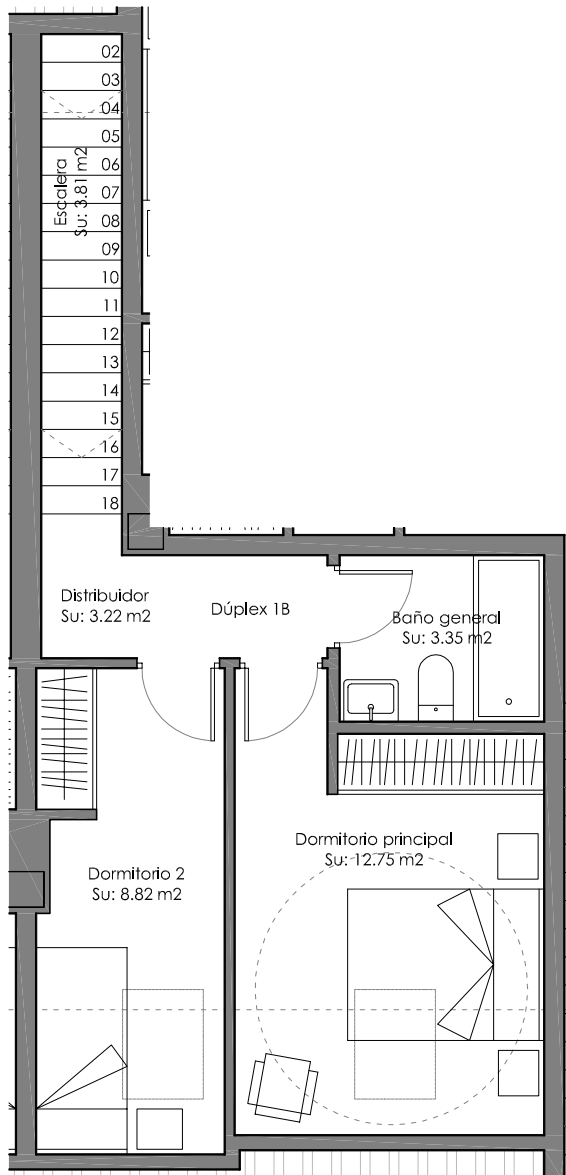 02
03
04
05
06
07
08
09
10
11
12
13
14
15
16
17
18
Escalera
Su: 3.81 m2
Distribuidor
Su: 3.22 m2
Dúplex 1B
Baño general
Su: 3.35 m2
Dormitorio principal
Su: 12.75 m2
Dormitorio 2
Su: 8.82 m2